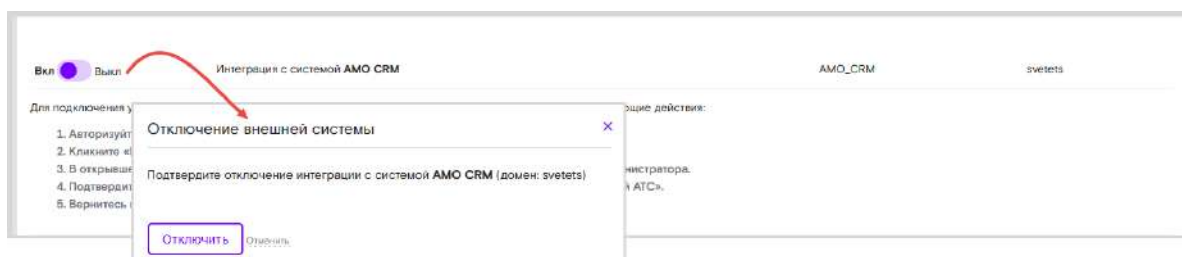 Вкл Выкл Интеграция с системой AMO CRM AMO_CRM svetets
Для подключения у ющие действия:
1. Авторизуйт
Отключение внешней системы ×
2. Кликните «
3. В открывше нистратора.
Подтвердите отключение интеграции с системой AMO CRM (домен: svetets)
4. Подтвердит й АТС».
5. Вернитесь
Отключить Отменить